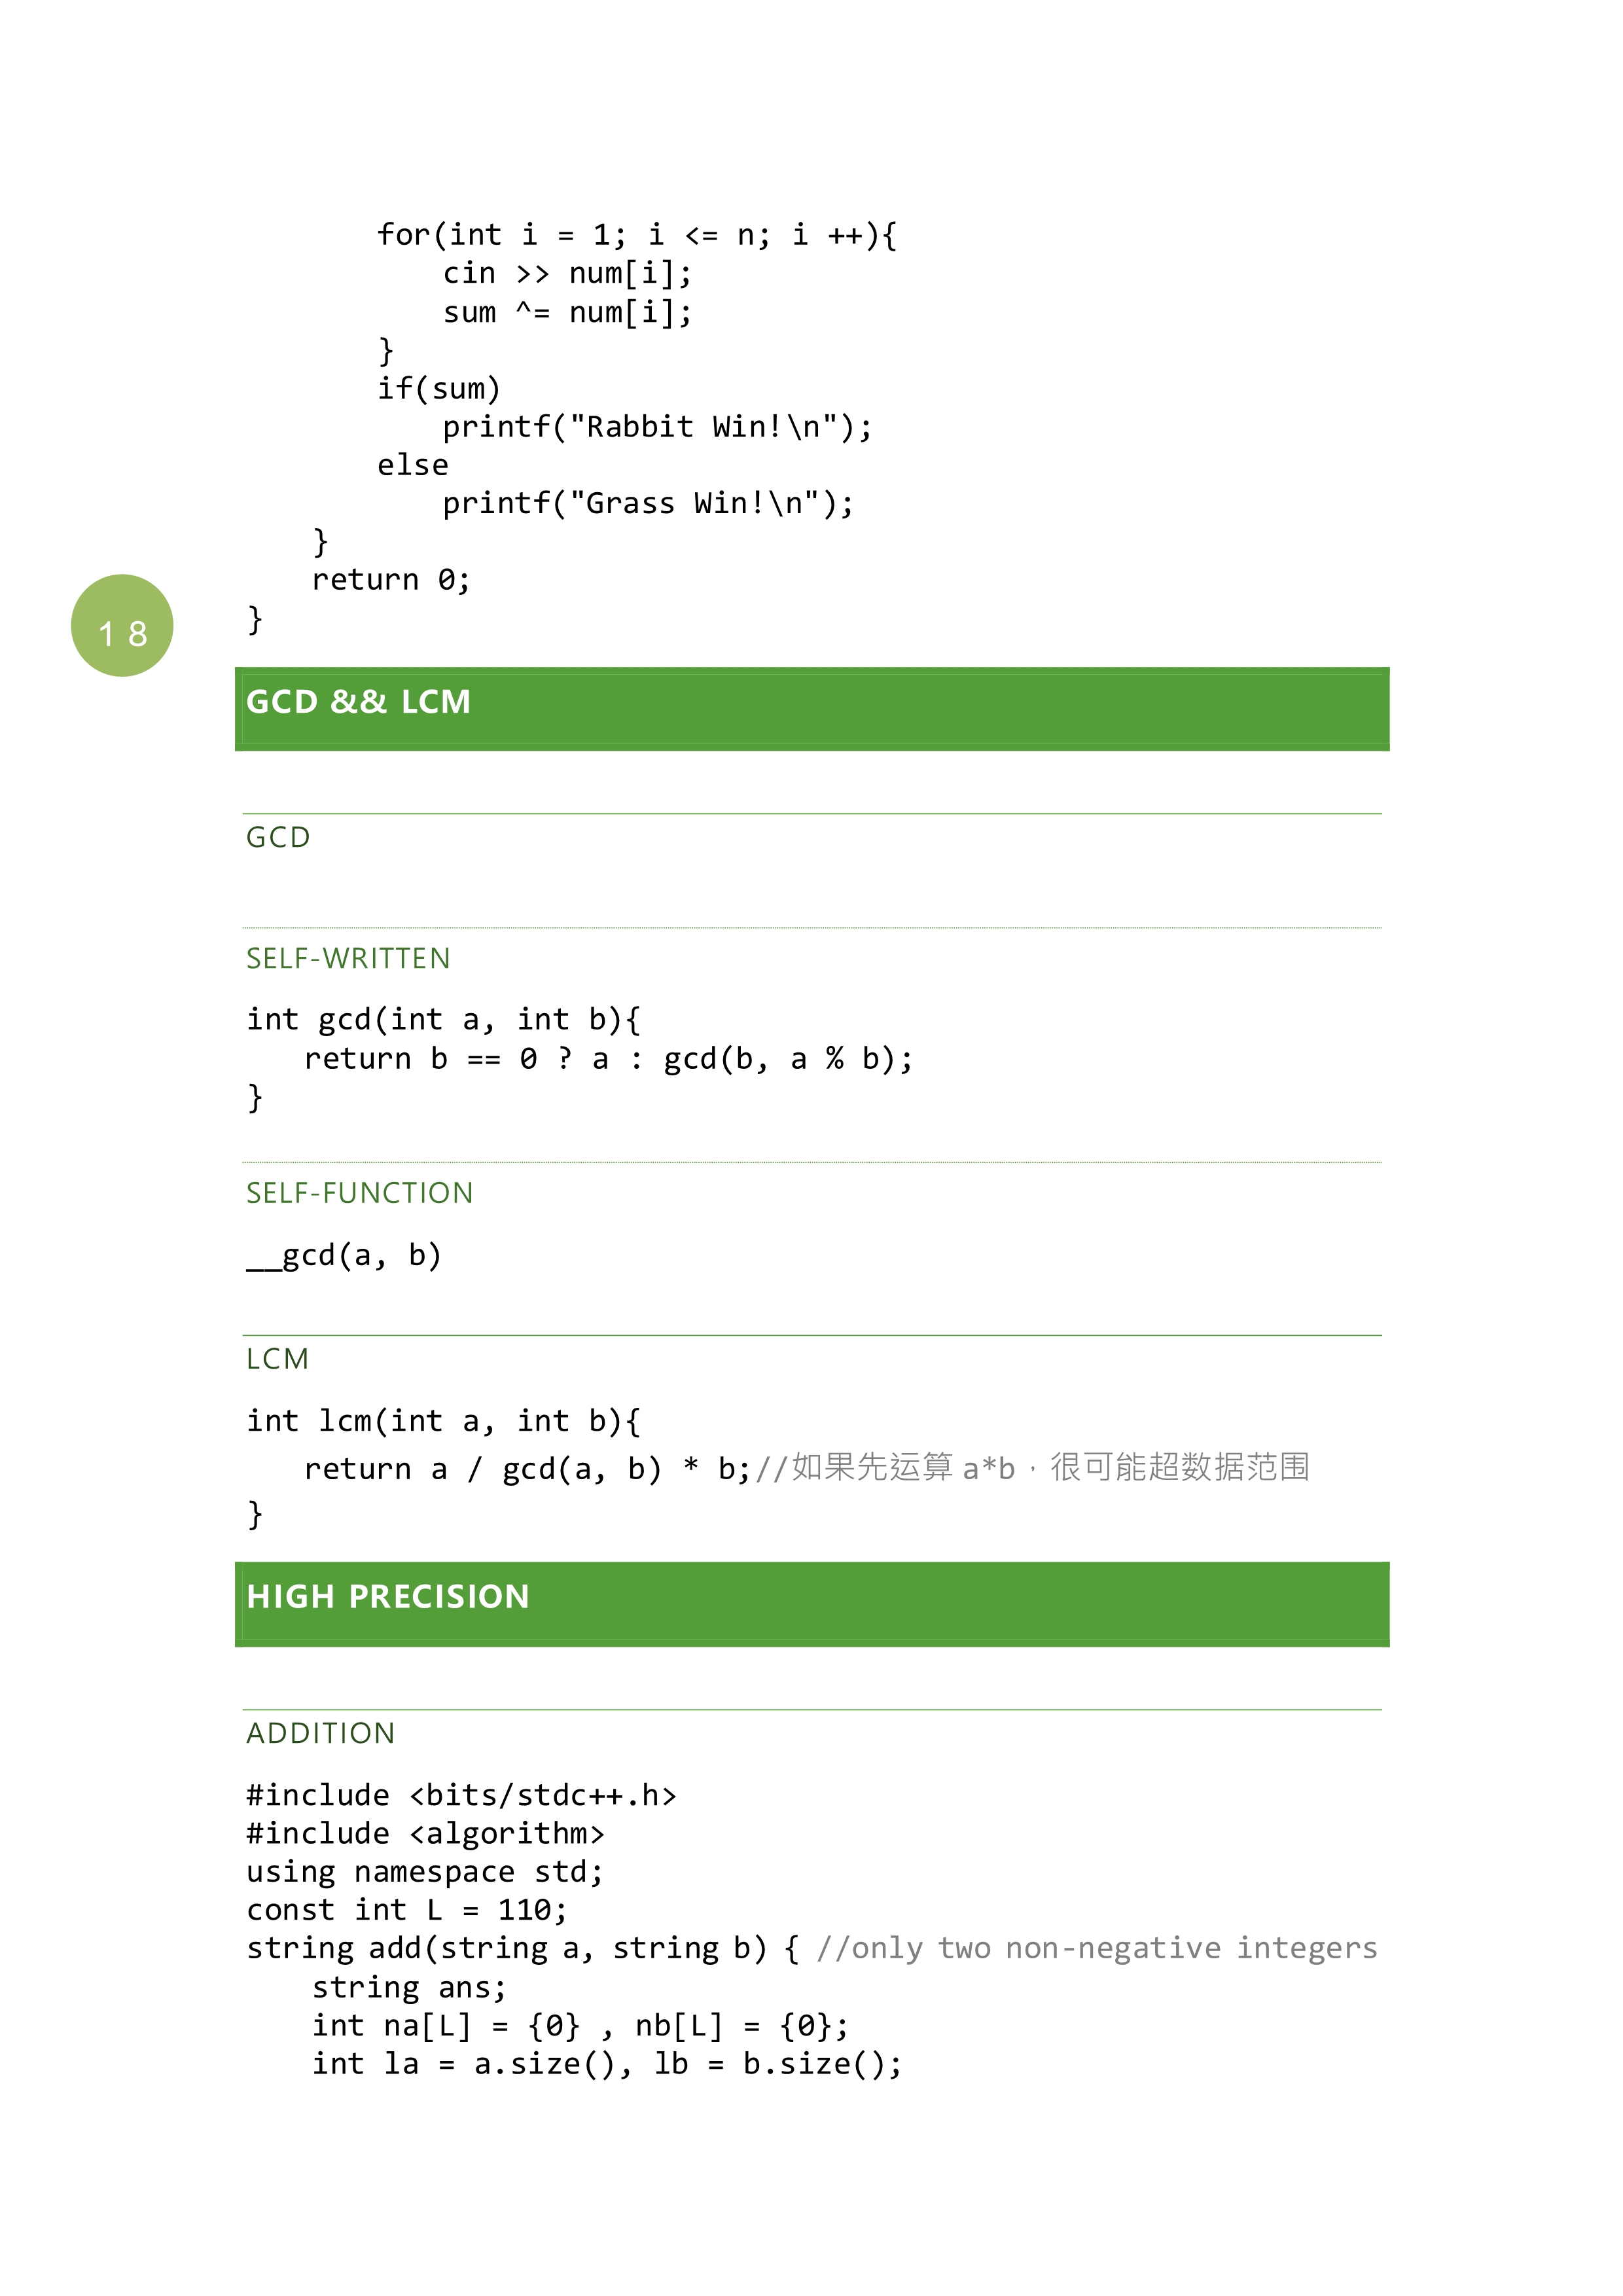 for(int i = 1; i <= n; i ++){
cin >> num[i];
sum ^= num[i];
}
if(sum)
printf("Rabbit Win!\n");
else
printf("Grass Win!\n");
}
return 0;
}
18
GCD && LCM
GCD
SELF-WRITTEN
int gcd(int a, int b){
return b == 0 ? a : gcd(b, a % b);
}
SELF-FUNCTION
__gcd(a, b)
LCM
int lcm(int a, int b){
return a / gcd(a, b) * b;//如果先运算 a*b，很可能超数据范围
}
HIGH PRECISION
ADDITION
#include <bits/stdc++.h>
#include <algorithm>
using namespace std;
const int L = 110;
string add(string a, string b) { //only two non-negative integers
string ans;
int na[L] = {0} , nb[L] = {0};
int la = a.size(), lb = b.size();